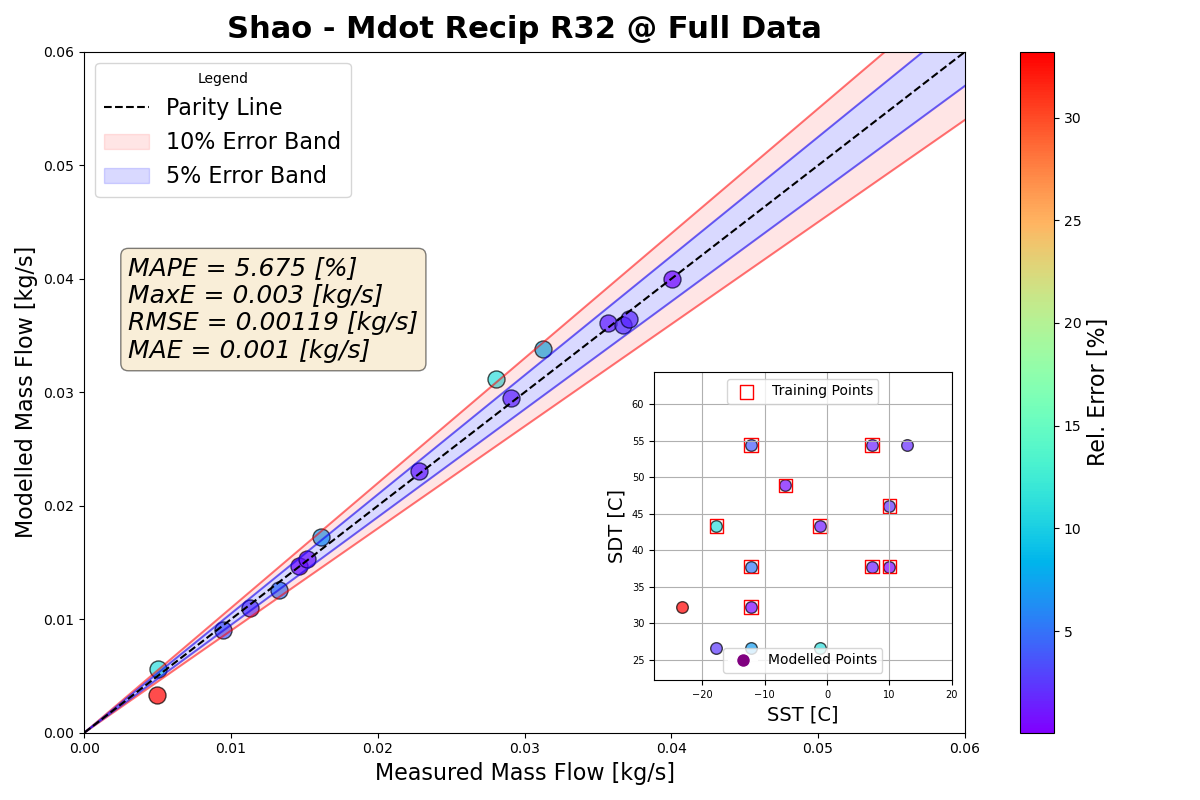 Shao - Mdot Recip R32 @ Full Data
Legend
Parity Line
10% Error Band
5% Error Band
MAPE = 5.675 [%]
MaxE = 0.003 [kg/s]
RMSE = 0.00119 [kg/s]
MAE = 0.001 [kg/s]
Modelled Mass Flow [kg/s]
0.06
0.05
0.04
0.03
0.02
0.01
0.00
0.00 0.01 0.02 0.03 0.04 0.05 0.06
Measured Mass Flow [kg/s]
Training Points
SDT [C]
60
55
50
45
40
35
30
25
Modelled Points
−20 −10 0 10 20
SST [C]
30
25
20
15
10
5
Rel. Error [%]